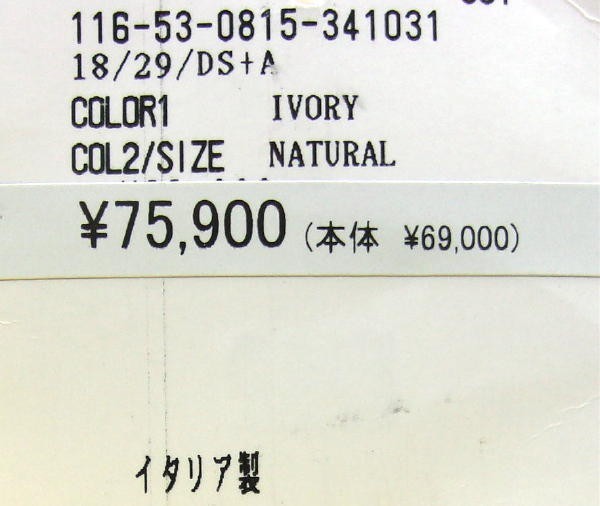 116-53-0815-341031
18/29/DS+A
COLOR1 IVORY
COL2/SIZE NATURAL
¥75,900 (本体 ¥69,000)
イタリア製